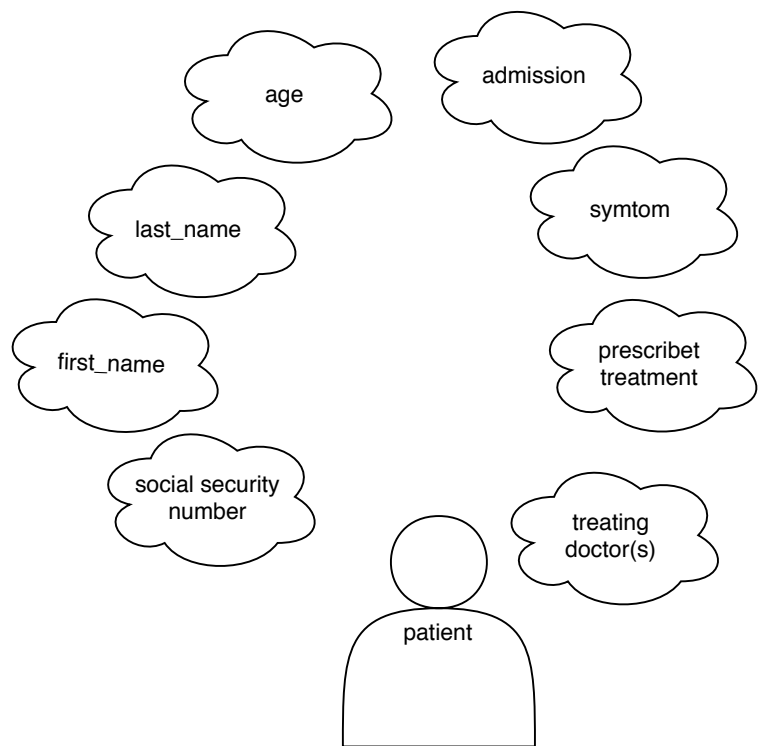 age
admission
last_name
symtom
first_name
prescribet
treatment
social security
number
treating
doctor(s)
patient